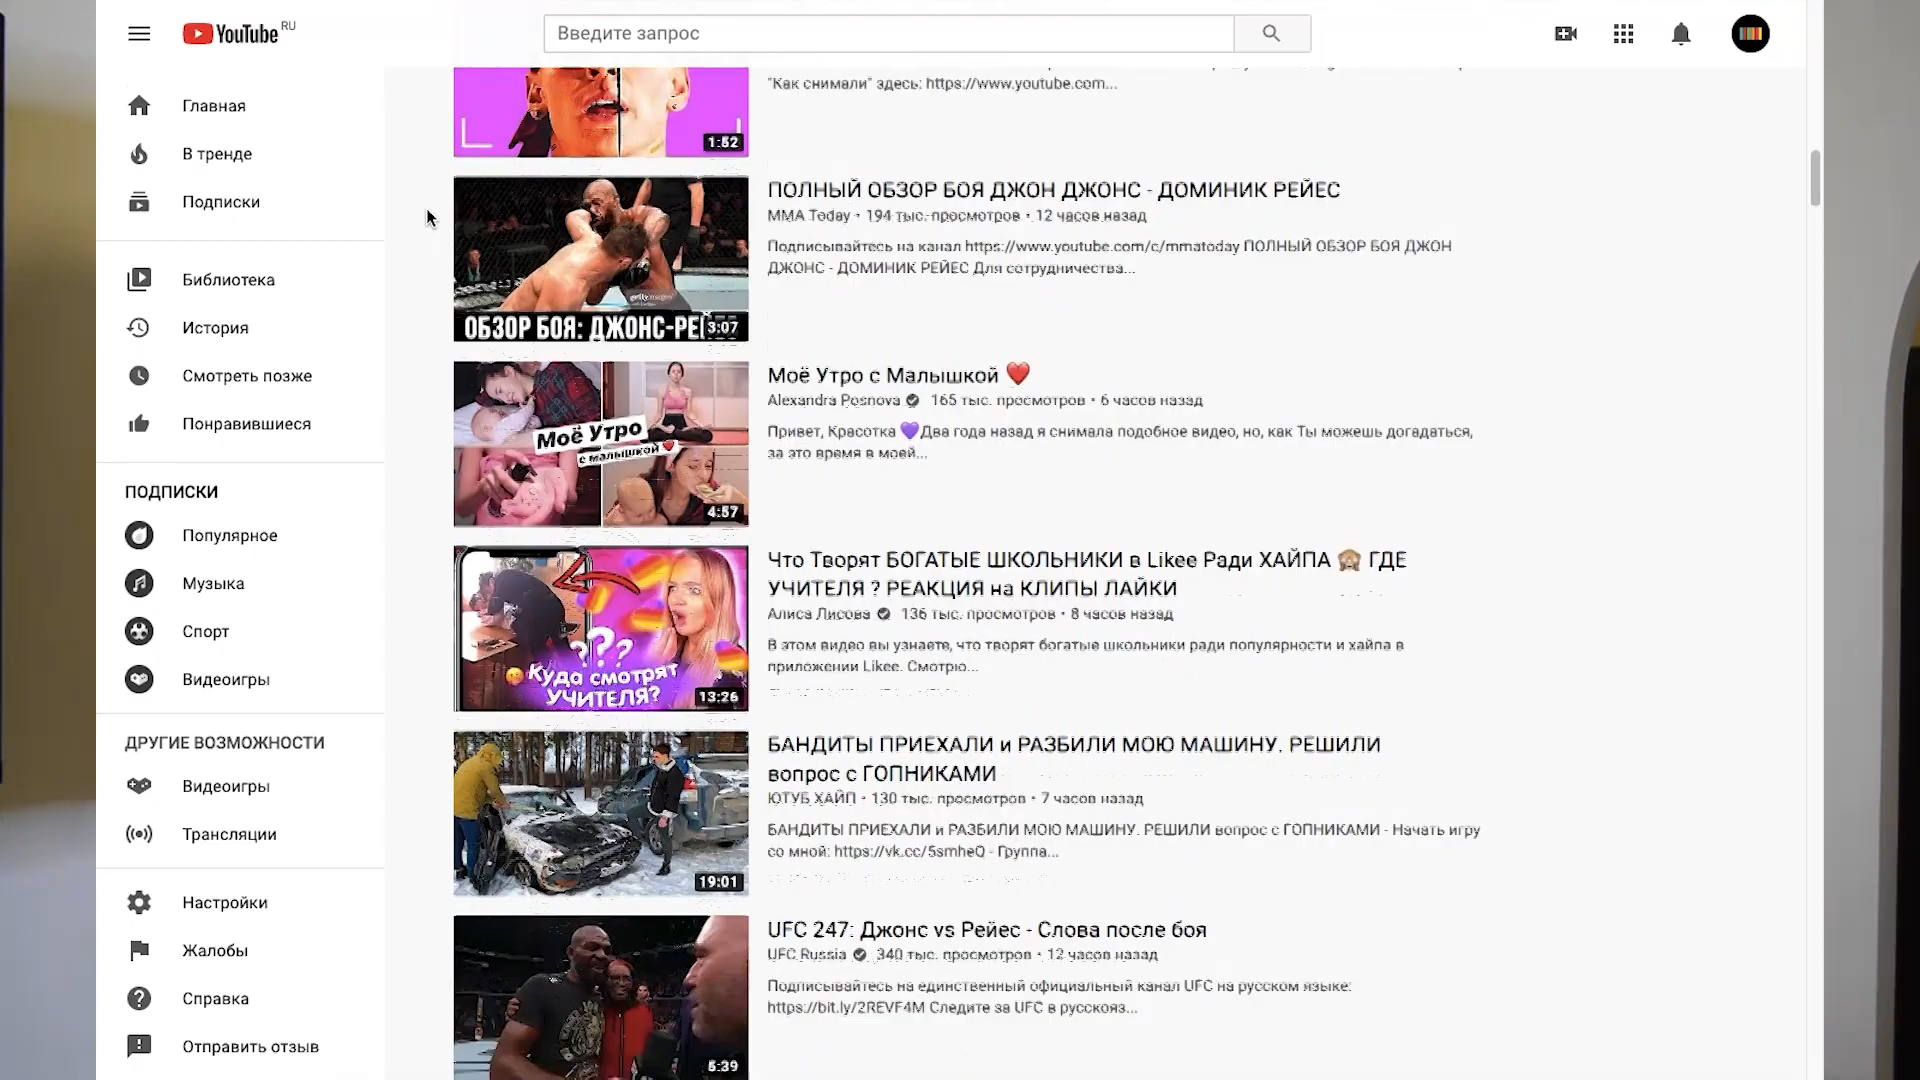 YouTube RU
Введите запрос
Главная
В тренде
Подписки
Библиотека
История
Смотреть позже
Понравившиеся
ПОДПИСКИ
Популярное
Музыка
Спорт
Видеоигры
ДРУГИЕ ВОЗМОЖНОСТИ
Видеоигры
Трансляции
Настройки
Жалобы
Справка
Отправить отзыв
"Как снимали" здесь: https://www.youtube.com...
1:52
ПОЛНЫЙ ОБЗОР БОЯ ДЖОН ДЖОНС - ДОМИНИК РЕЙЕС
MMA Today • 194 тыс. просмотров • 12 часов назад
Подписывайтесь на канал https://www.youtube.com/c/mmatoday ПОЛНЫЙ ОБЗОР БОЯ ДЖОН
ДЖОНС - ДОМИНИК РЕЙЕС Для сотрудничества...
ОБЗОР БОЯ: ДЖОНС-РЕЙ
3:07
Моё Утро с Малышкой ❤️
Alexandra Posnova 165 тыс. просмотров • 6 часов назад
Привет, Красотка 💜Два года назад я снимала подобное видео, но, как Ты можешь догадаться,
за это время в моей...
Моё Утро
с малышкой
4:57
Что Творят БОГАТЫЕ ШКОЛЬНИКИ в Likee Ради ХАЙПА 🙈 ГДЕ
УЧИТЕЛЯ ? РЕАКЦИЯ на КЛИПЫ ЛАЙКИ
Алиса Лисова 136 тыс. просмотров • 8 часов назад
В этом видео вы узнаете, что творят богатые школьники ради популярности и хайпа в
приложении Likee. Смотрю...
???
Куда смотрят
УЧИТЕЛЯ?
13:26
БАНДИТЫ ПРИЕХАЛИ и РАЗБИЛИ МОЮ МАШИНУ. РЕШИЛИ
вопрос с ГОПНИКАМИ
ЮТУБ ХАЙП • 130 тыс. просмотров • 7 часов назад
БАНДИТЫ ПРИЕХАЛИ и РАЗБИЛИ МОЮ МАШИНУ. РЕШИЛИ вопрос с ГОПНИКАМИ - Начать игру
со мной: https://vk.cc/5smheQ - Группа...
19:01
UFC 247: Джонс vs Рейес - Слова после боя
UFC Russia 340 тыс. просмотров • 12 часов назад
Подписывайтесь на единственный официальный канал UFC на русском языке:
https://bit.ly/2REVF4M Следите за UFC в русскояз...
5:39